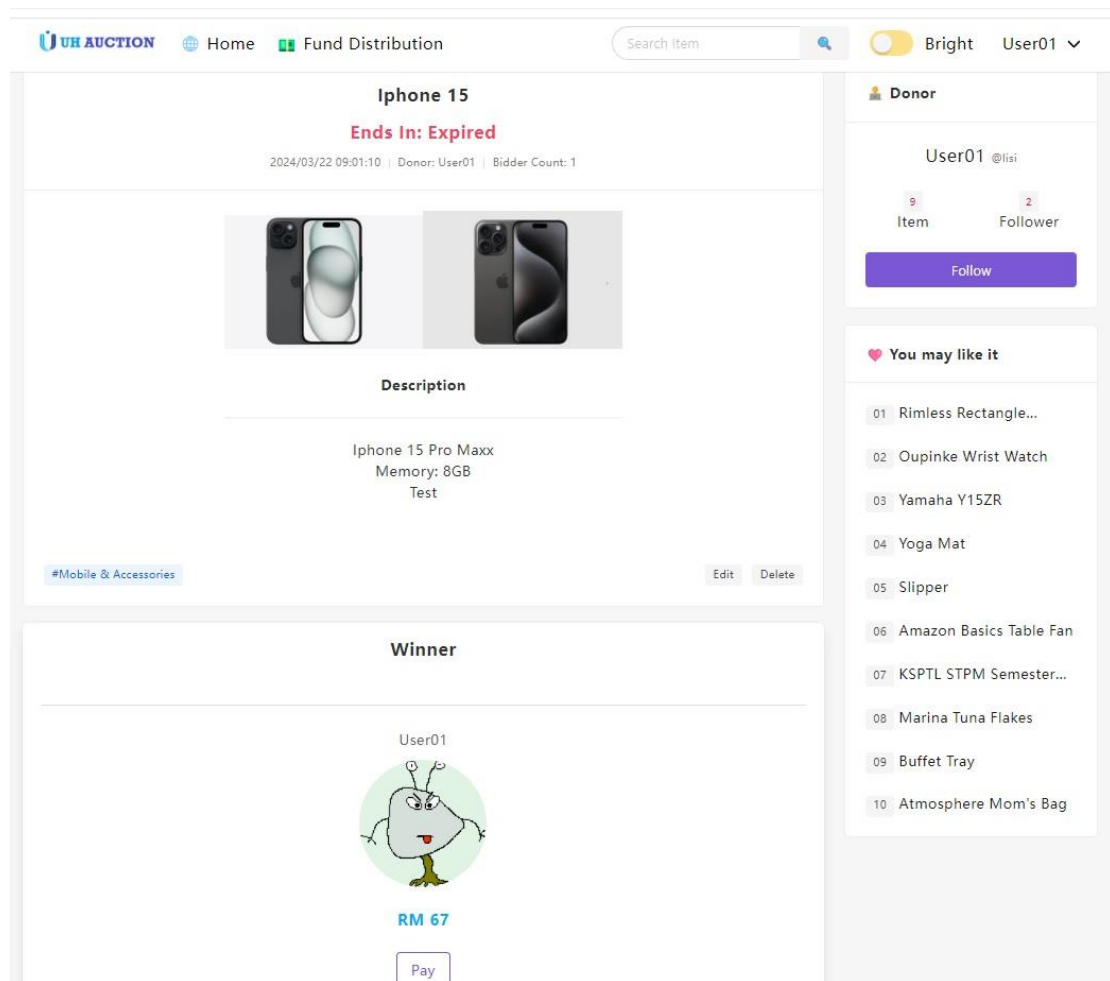 UH AUCTION Home Fund Distribution Search Item Bright User01
Iphone 15
Ends In: Expired
2024/03/22 09:01:10 | Donor: User01 | Bidder Count: 1
Description
Iphone 15 Pro Maxx
Memory: 8GB
Test
#Mobile & Accessories Edit Delete
Winner
User01
RM 67
Pay
Donor
User01 @lisi
9 2
Item Follower
Follow
You may like it
01 Rimless Rectangle...
02 Oupinke Wrist Watch
03 Yamaha Y15ZR
04 Yoga Mat
05 Slipper
06 Amazon Basics Table Fan
07 KSPTL STPM Semester...
08 Marina Tuna Flakes
09 Buffet Tray
10 Atmosphere Mom's Bag